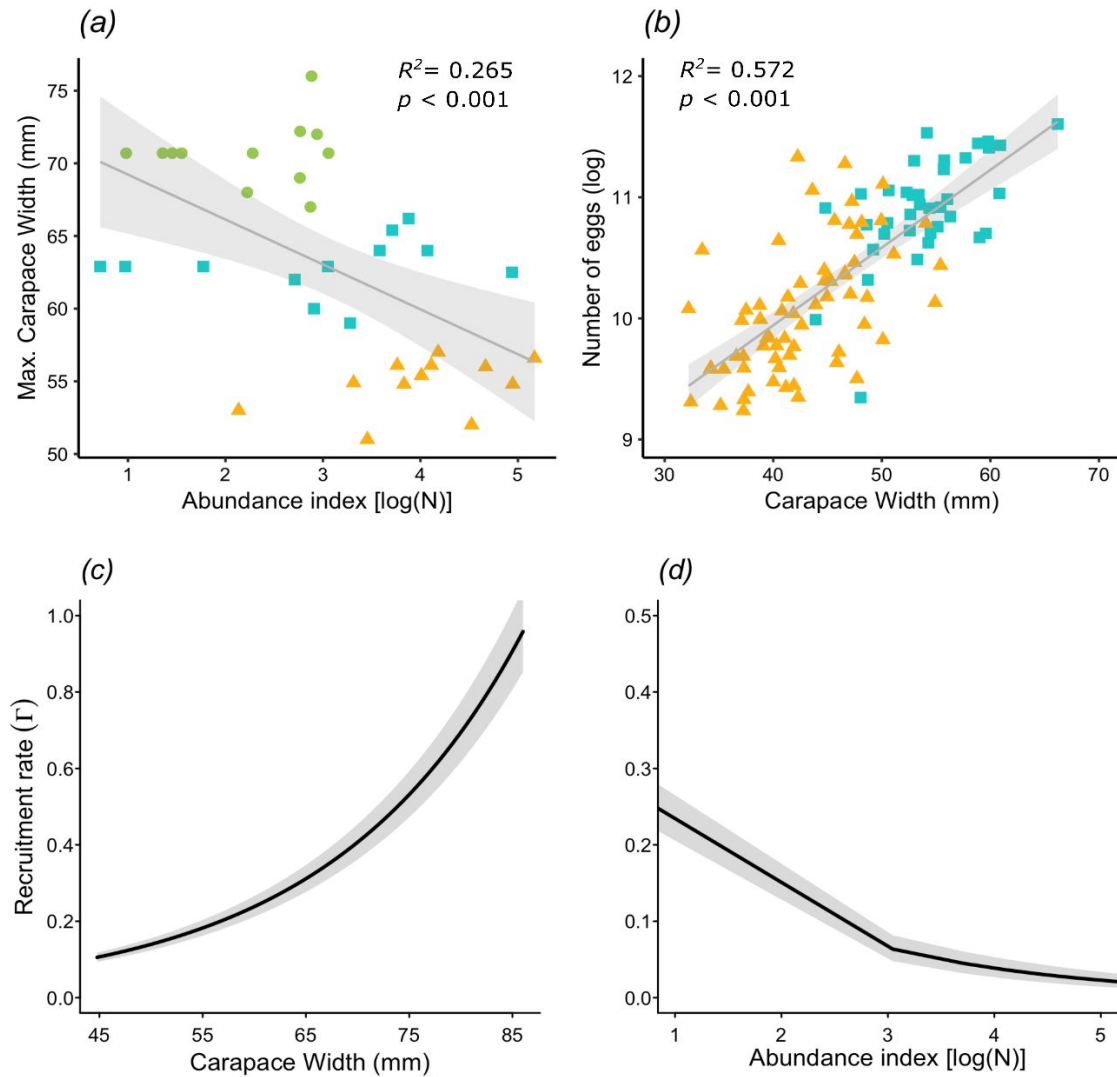 (a)
R²= 0.265
p < 0.001
Max. Carapace Width (mm)
75
70
65
60
55
50
1 2 3 4 5
Abundance index [log(N)]
(b)
R²= 0.572
p < 0.001
Number of eggs (log)
12
11
10
9
30 40 50 60 70
Carapace Width (mm)
(c)
Recruitment rate (Γ)
1.0
0.8
0.6
0.4
0.2
0.0
45 55 65 75 85
Carapace Width (mm)
(d)
0.5
0.4
0.3
0.2
0.1
0.0
1 2 3 4 5
Abundance index [log(N)]